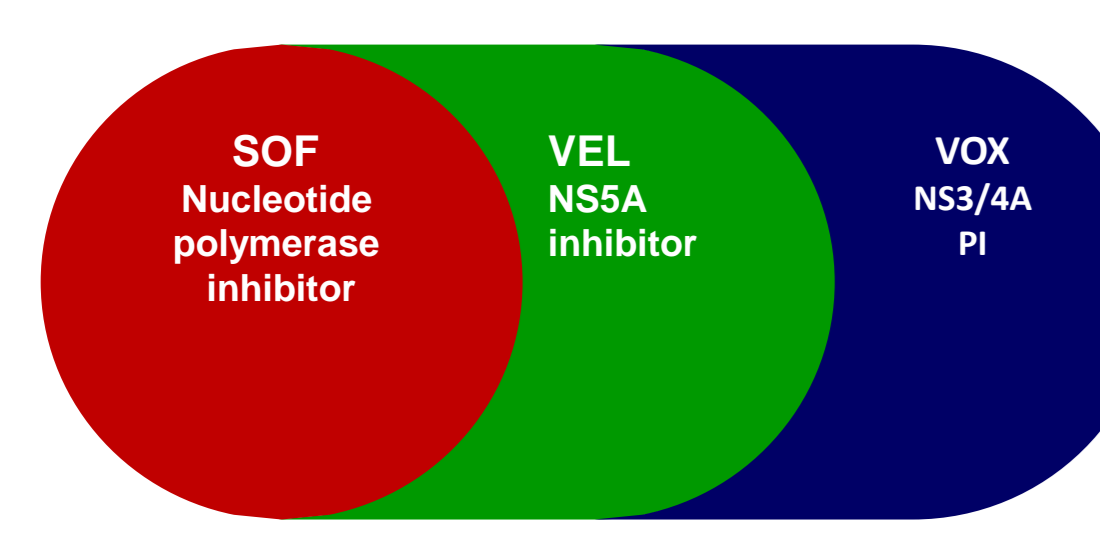 SOF
Nucleotide
polymerase
inhibitor
VEL
NS5A
inhibitor
VOX
NS3/4A
PI